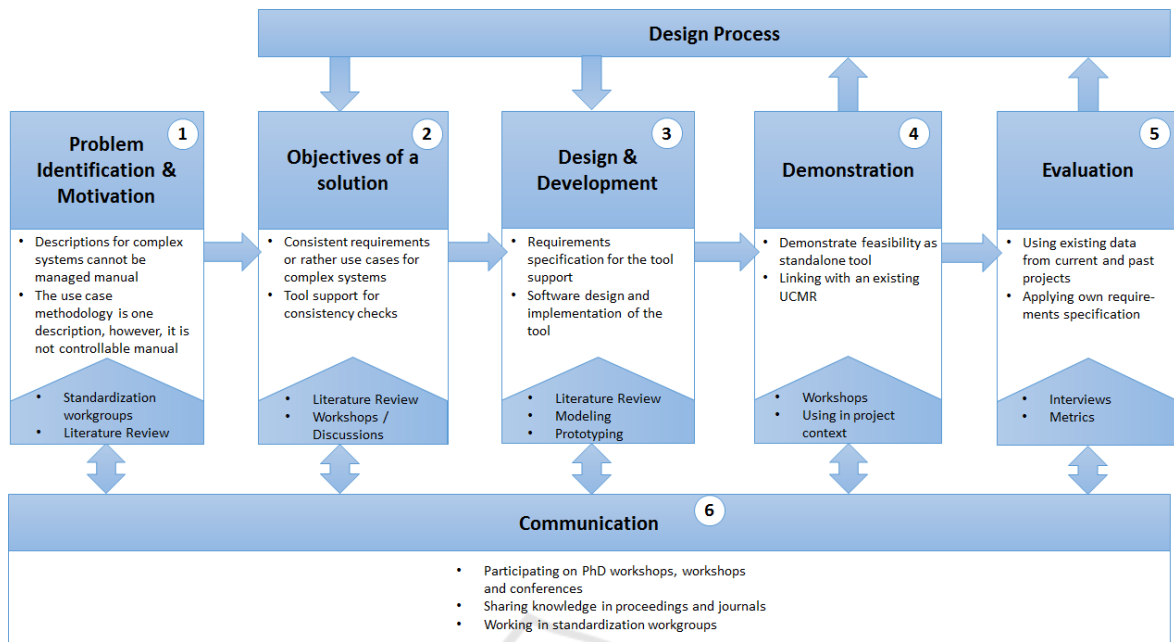 Design Process
1
Problem
Identification &
Motivation
• Descriptions for complex
systems cannot be
managed manual
• The use case
methodology is one
description, however, it is
not controllable manual
• Standardization
workgroups
• Literature Review
2
Objectives of a
solution
• Consistent requirements
or rather use cases for
complex systems
• Tool support for
consistency checks
• Literature Review
• Workshops /
Discussions
3
Design &
Development
• Requirements
specification for the tool
support
• Software design and
implementation of the
tool
• Literature Review
• Modeling
• Prototyping
4
Demonstration
• Demonstrate feasibility as
standalone tool
• Linking with an existing
UCMR
• Workshops
• Using in project
context
5
Evaluation
• Using existing data
from current and past
projects
• Applying own require-
ments specification
• Interviews
• Metrics
6
Communication
• Participating on PhD workshops, workshops
and conferences
• Sharing knowledge in proceedings and journals
• Working in standardization workgroups